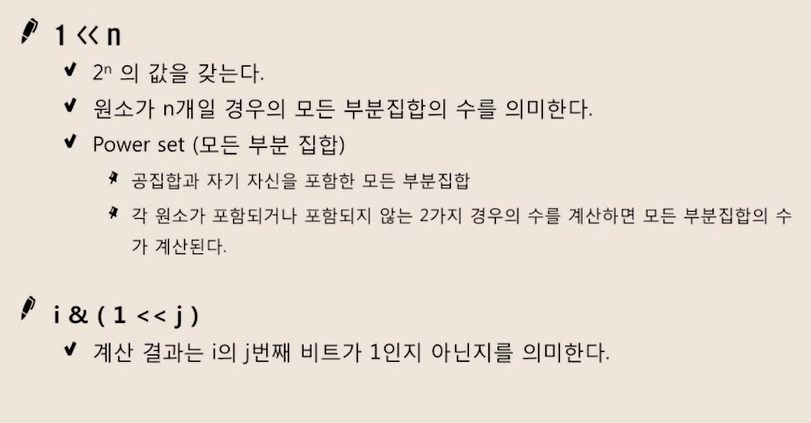 1 << n
2ⁿ 의 값을 갖는다.
원소가 n개일 경우의 모든 부분집합의 수를 의미한다.
Power set (모든 부분 집합)
공집합과 자기 자신을 포함한 모든 부분집합
각 원소가 포함되거나 포함되지 않는 2가지 경우의 수를 계산하면 모든 부분집합의 수
가 계산된다.
i & ( 1 << j )
계산 결과는 i의 j번째 비트가 1인지 아닌지를 의미한다.